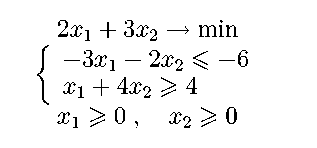 2x₁ + 3x₂ → min
−3x₁ − 2x₂ ⩽ −6
x₁ + 4x₂ ⩾ 4
x₁ ⩾ 0 , x₂ ⩾ 0